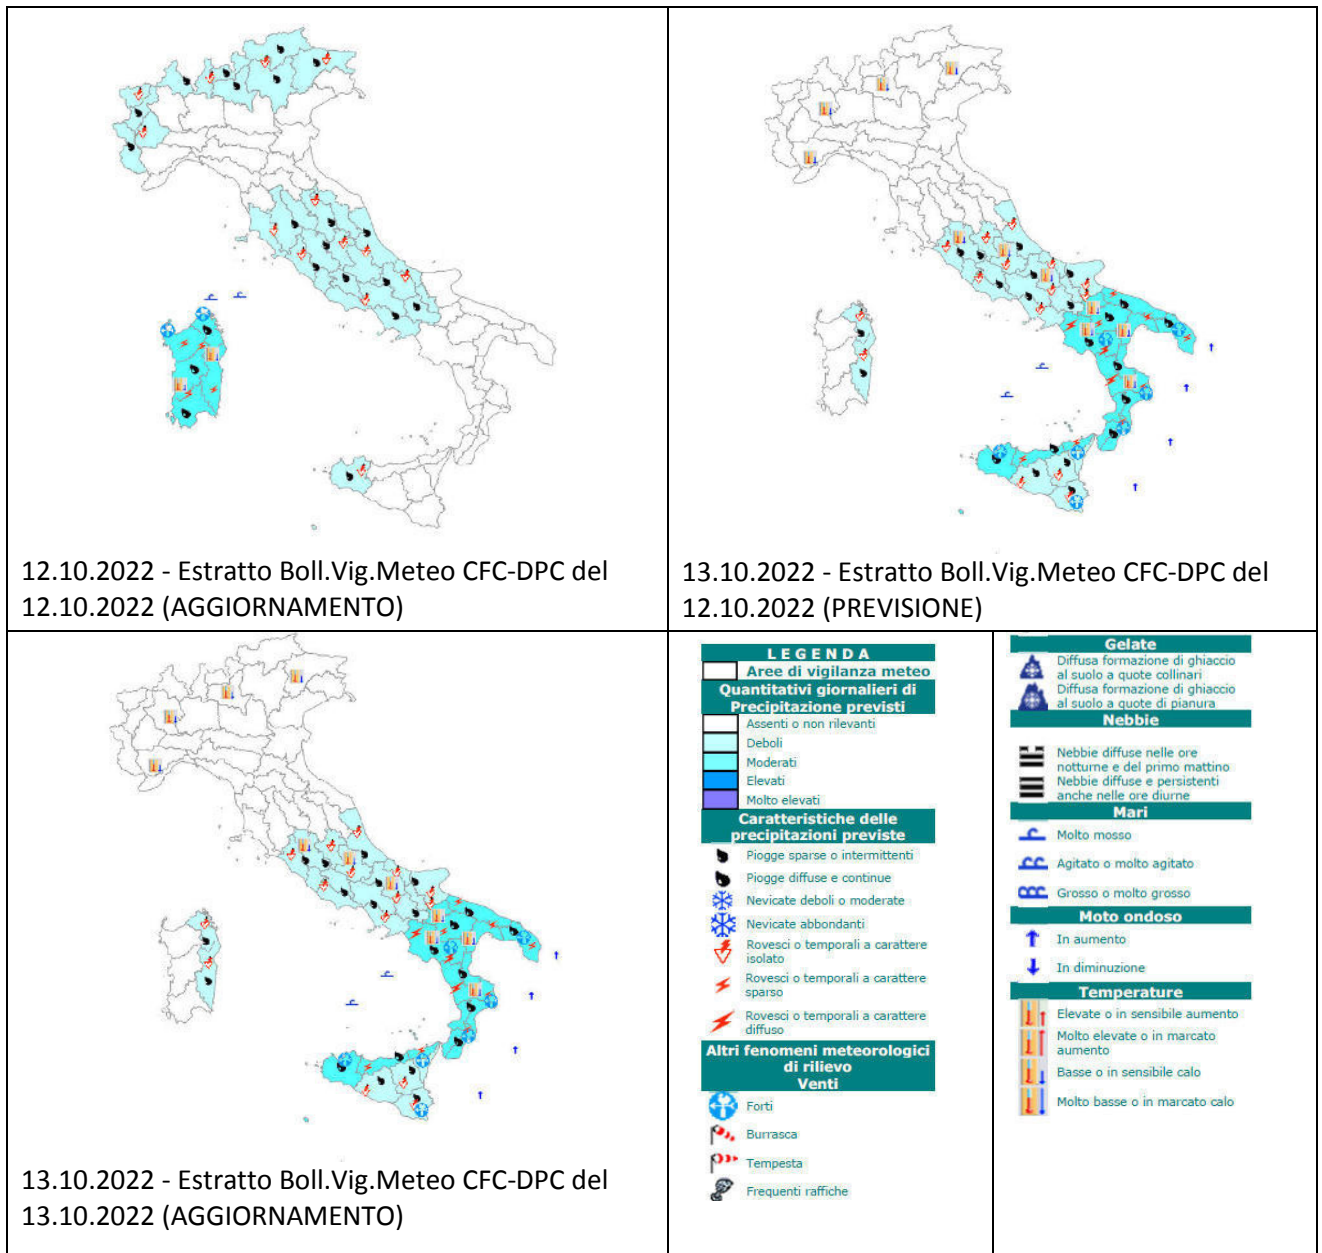 12.10.2022 - Estratto Boll.Vig.Meteo CFC-DPC del
12.10.2022 (AGGIORNAMENTO)
13.10.2022 - Estratto Boll.Vig.Meteo CFC-DPC del
12.10.2022 (PREVISIONE)
13.10.2022 - Estratto Boll.Vig.Meteo CFC-DPC del
13.10.2022 (AGGIORNAMENTO)
LEGENDA
Aree di vigilanza meteo
Quantitativi giornalieri di
Precipitazione previsti
Assenti o non rilevanti
Deboli
Moderati
Elevati
Molto elevati
Caratteristiche delle
precipitazioni previste
Piogge sparse o intermittenti
Piogge diffuse e continue
Nevicate deboli o moderate
Nevicate abbondanti
Rovesci o temporali a carattere
isolato
Rovesci o temporali a carattere
sparso
Rovesci o temporali a carattere
diffuso
Altri fenomeni meteorologici
di rilievo
Venti
Forti
Burrasca
Tempesta
Frequenti raffiche
Gelate
Diffusa formazione di ghiaccio
al suolo a quote collinari
Diffusa formazione di ghiaccio
al suolo a quote di pianura
Nebbie
Nebbie diffuse nelle ore
notturne e del primo mattino
Nebbie diffuse e persistenti
anche nelle ore diurne
Mari
Molto mosso
Agitato o molto agitato
Grosso o molto grosso
Moto ondoso
In aumento
In diminuzione
Temperature
Elevate o in sensibile aumento
Molto elevate o in marcato
aumento
Basse o in sensibile calo
Molto basse o in marcato calo